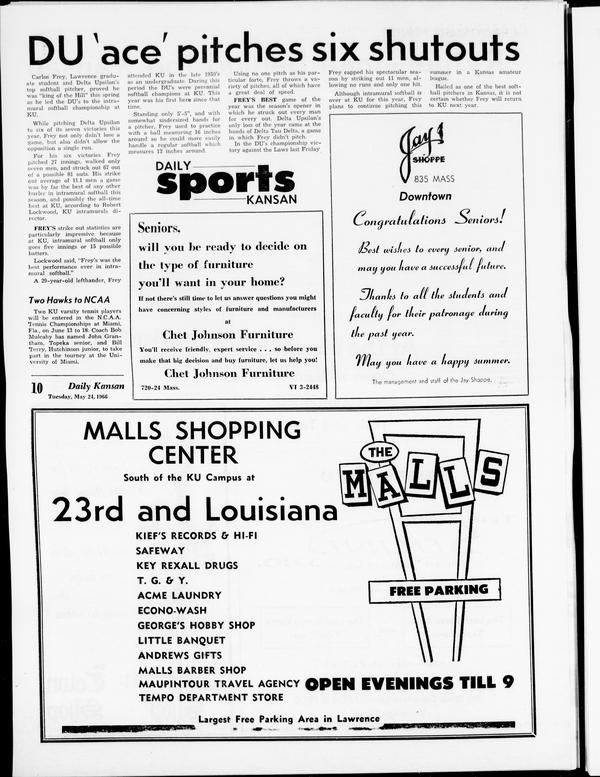 DU 'ace' pitches six shutouts
Carlos Frey, Lawrence gradu-
ate student and Delta Upsilon's
top softball pitcher, proved he
was "king of the Hill" this spring
as he led the DU's to the intra-
mural softball championship at
KU.
While pitching Delta Upsilon
to six of its seven victories this
year, Frey not only didn't lose a
game, but also didn't allow the
opposition a single run.
For his six victories Frey
pitched 27 innings, walked only
seven men, and struck out 67 out
of a possible 81 outs. His strike
out average of 11.1 men a game
was by far the best of any other
hurler in intramural softball this
season, and possibly the all-time
best at KU, according to Robert
Lockwood, KU intramurals di-
rector.
FREY'S strike out statistics are
particularly impressive because
at KU, intramural softball only
goes five innings or 15 possible
batters.
Lockwood said, "Frey's was the
best performance ever in intra-
mural softball."
A 29-year-old lefthander, Frey
attended KU in the late 1950's
as an undergraduate. During this
period the DU's were perennial
softball champions at KU. This
year was his first here since that
time.
Standing only 5'-5", and with
somewhat undersized hands for
a pitcher, Frey used to practice
with a ball measuring 16 inches
around so he could more easily
handle a regular softball which
measures 12 inches around.
Using no one pitch as his par-
ticular forte, Frey throws a va-
riety of pitches, all of which have
a great deal of speed.
FREY'S BEST game of the
year was the season's opener in
which he struck out every man
for every out. Delta Upsilon's
only loss of the year came at the
hands of Delta Tau Delta, a game
in which Frey didn't pitch.
In the DU's championship vic-
tory against the Laws last Friday
Frey capped his spectacular sea-
son by striking out 11 men, al-
lowing no runs and only one hit.
Although intramural softball is
over at KU for this year, Frey
plans to continue pitching this
summer in a Kansas amateur
league.
Hailed as one of the best soft-
ball pitchers in Kansas, it is not
certain whether Frey will return
to KU next year.
DAILY
sports
KANSAN
Two Hawks to NCAA
Two KU varsity tennis players
will be entered in the N.C.A.A.
Tennis Championships at Miami,
Fla., on June 13 to 18. Coach Bob
Mulcahy has named John Gran-
tham, Topeka senior, and Bill
Terry, Hutchinson junior, to take
part in the tourney at the Uni-
versity of Miami.
10 Daily Kansan
Tuesday, May 24, 1966
Seniors,
will you be ready to decide on
the type of furniture
you'll want in your home?
If not there's still time to let us answer questions you might
have concerning styles of furniture and manufacturers
at
Chet Johnson Furniture
You'll receive friendly, expert service . . . so before you
make that big decision and buy furniture, let us help you!
Chet Johnson Furniture
720-24 Mass. VI 3-2448
Jay
SHOPPE
835 MASS
Downtown
Congratulations Seniors!
Best wishes to every senior, and
may you have a successful future.
Thanks to all the students and
faculty for their patronage during
the past year.
May you have a happy summer.
The management and staff of the Jay Shoppe.
MALLS SHOPPING
CENTER
South of the KU Campus at
23rd and Louisiana
KIEF'S RECORDS & HI-FI
SAFEWAY
KEY REXALL DRUGS
T. G. & Y.
ACME LAUNDRY
ECONO-WASH
GEORGE'S HOBBY SHOP
LITTLE BANQUET
ANDREWS GIFTS
MALLS BARBER SHOP
MAUPINTOUR TRAVEL AGENCY
TEMPO DEPARTMENT STORE
THE
MALLS
FREE PARKING
OPEN EVENINGS TILL 9
Largest Free Parking Area in Lawrence